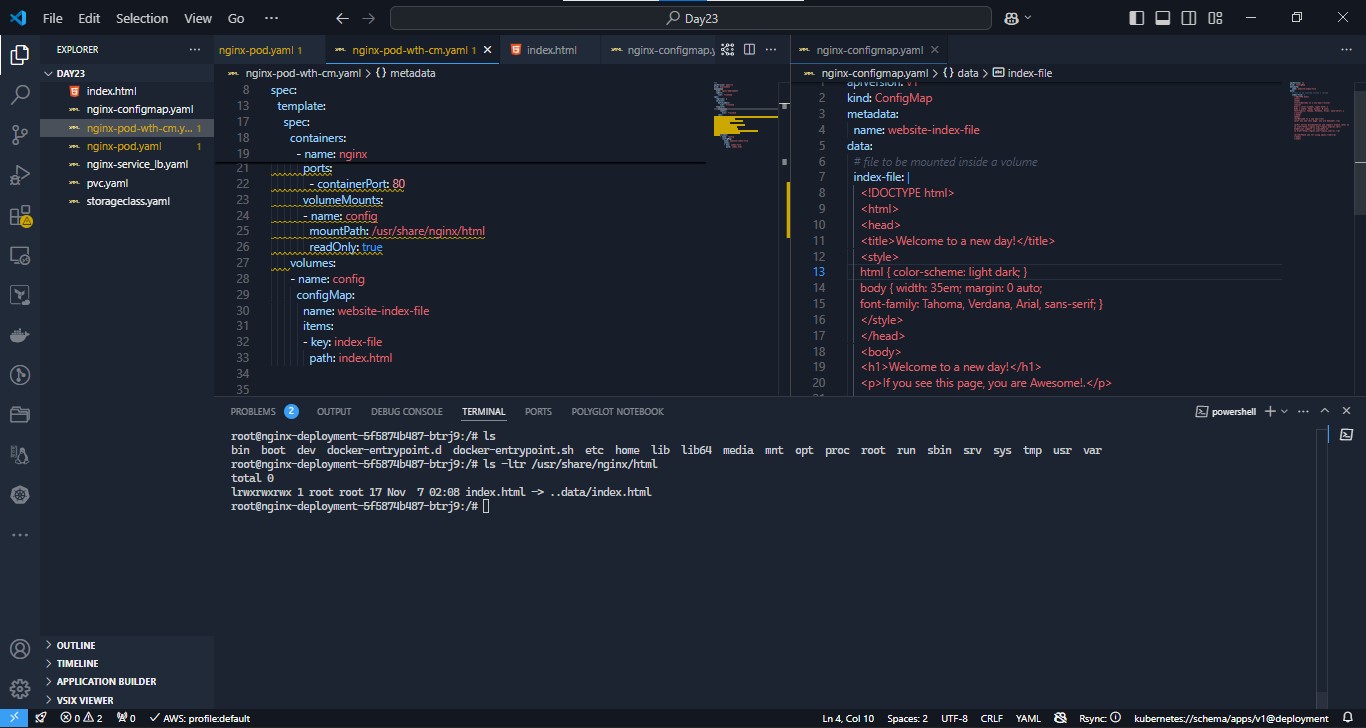 File Edit Selection View Go ··· Day23
EXPLORER
DAY23
index.html
nginx-configmap.yaml
nginx-pod-wth-cm.y... 1
nginx-pod.yaml 1
nginx-service_lb.yaml
pvc.yaml
storageclass.yaml
OUTLINE
TIMELINE
APPLICATION BUILDER
VSIX VIEWER
nginx-pod.yaml 1 nginx-pod-wth-cm.yaml 1 index.html nginx-configmap.y
nginx-pod-wth-cm.yaml > {} metadata
8 spec:
13 template:
17 spec:
18 containers:
19 - name: nginx
21 ports:
22 - containerPort: 80
23 volumeMounts:
24 - name: config
25 mountPath: /usr/share/nginx/html
26 readOnly: true
27 volumes:
28 - name: config
29 configMap:
30 name: website-index-file
31 items:
32 - key: index-file
33 path: index.html
34
35
nginx-configmap.yaml
nginx-configmap.yaml > {} data > index-file
1 apiVersion: v1
2 kind: ConfigMap
3 metadata:
4 name: website-index-file
5 data:
6 # file to be mounted inside a volume
7 index-file: |
8 <!DOCTYPE html>
9 <html>
10 <head>
11 <title>Welcome to a new day!</title>
12 <style>
13 html { color-scheme: light dark; }
14 body { width: 35em; margin: 0 auto;
15 font-family: Tahoma, Verdana, Arial, sans-serif; }
16 </style>
17 </head>
18 <body>
19 <h1>Welcome to a new day!</h1>
20 <p>If you see this page, you are Awesome!.</p>
PROBLEMS 2 OUTPUT DEBUG CONSOLE TERMINAL PORTS POLYGLOT NOTEBOOK powershell
root@nginx-deployment-5f5874b487-btrj9:/# ls
bin boot dev docker-entrypoint.d docker-entrypoint.sh etc home lib lib64 media mnt opt proc root run sbin srv sys tmp usr var
root@nginx-deployment-5f5874b487-btrj9:/# ls -ltr /usr/share/nginx/html
total 0
lrwxrwxrwx 1 root root 17 Nov 7 02:08 index.html -> ..data/index.html
root@nginx-deployment-5f5874b487-btrj9:/#
0 2 0 AWS: profile:default Ln 4, Col 10 Spaces: 2 UTF-8 CRLF YAML Rsync: kubernetes://schema/apps/v1@deployment